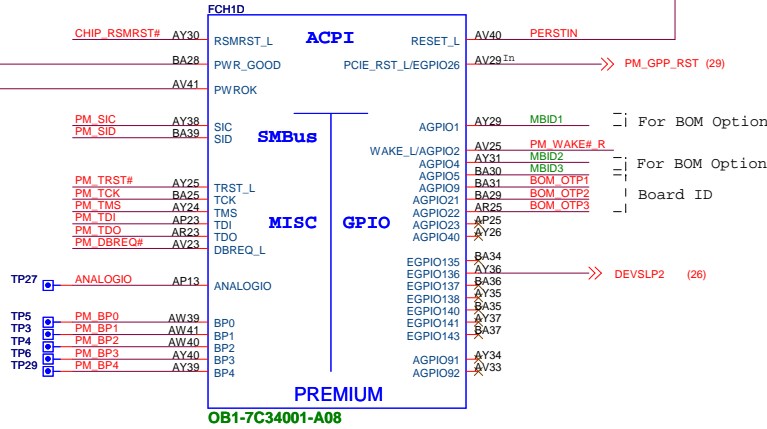 FCH1D
CHIP_RSMRST# AY30 RSMRST_L ACPI RESET_L AV40 PERSTIN
BA28 PWR_GOOD PCIE_RST_L/EGPIO26 AV29 In PM_GPP_RST (29)
AV41 PWROK
PM_SIC AY38 SIC AGPIO1 AY29 MBID1 For BOM Option
PM_SID BA39 SID SMBus
WAKE_L/AGPIO2 AV25 PM_WAKE#_R
AGPIO4 AY31 MBID2 For BOM Option
AGPIO5 BA30 MBID3
PM_TRST# AY25 TRST_L AGPIO9 BA31 BOM_OTP1 Board ID
PM_TCK BA25 TCK AGPIO21 BA29 BOM_OTP2
PM_TMS AY24 TMS AGPIO22 AR25 BOM_OTP3
PM_TDI AP23 TDI MISC GPIO AGPIO23 AP25
PM_TDO AR23 TDO AGPIO40 AY26
PM_DBREQ# AV23 DBREQ_L
EGPIO135 BA34
EGPIO136 AY36 DEVSLP2 (26)
TP27 ANALOGIO AP13 ANALOGIO EGPIO137 BA36
EGPIO138 AY35
EGPIO140 BA35
TP5 PM_BP0 AW39 BP0 EGPIO141 AY37
TP3 PM_BP1 AW41 BP1 EGPIO143 BA37
TP4 PM_BP2 AW40 BP2
TP6 PM_BP3 AY40 BP3 AGPIO91 AY34
TP29 PM_BP4 AY39 BP4 AGPIO92 AV33
PREMIUM
OB1-7C34001-A08